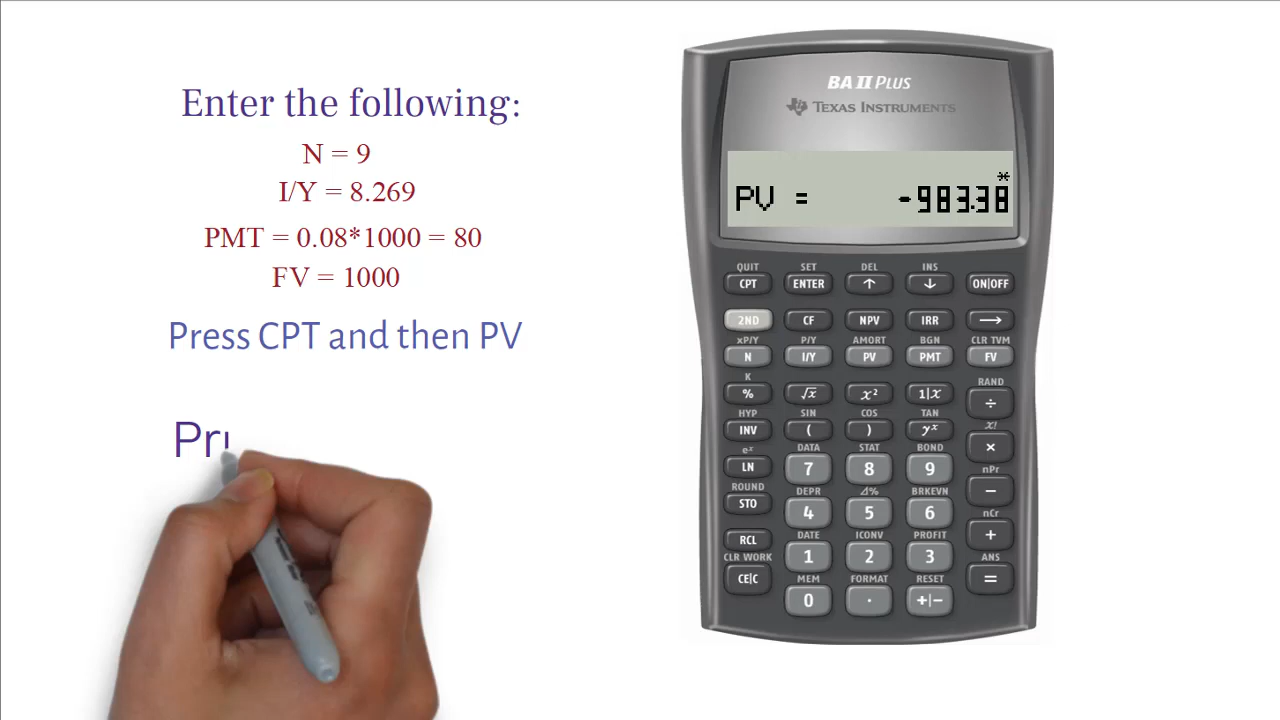 Enter the following:
N = 9
I/Y = 8.269
PMT = 0.08*1000 = 80
FV = 1000
Press CPT and then PV
BA II PLUS
TEXAS INSTRUMENTS
*
PV = -983.38
QUIT SET DEL INS
CPT ENTER ↑ ↓ ON|OFF
2ND CF NPV IRR →
xP/Y P/Y AMORT BGN CLR TVM
N I/Y PV PMT FV
K RAND
% √x x² 1|x ÷
HYP SIN COS TAN x!
INV ( ) yˣ ×
eˣ DATA STAT BOND nPr
LN 7 8 9 −
ROUND DEPR Δ% BRKEVN nCr
STO 4 5 6 +
DATE ICONV PROFIT ANS
RCL 1 2 3
CLR WORK MEM FORMAT RESET
CE|C 0 . +|− =